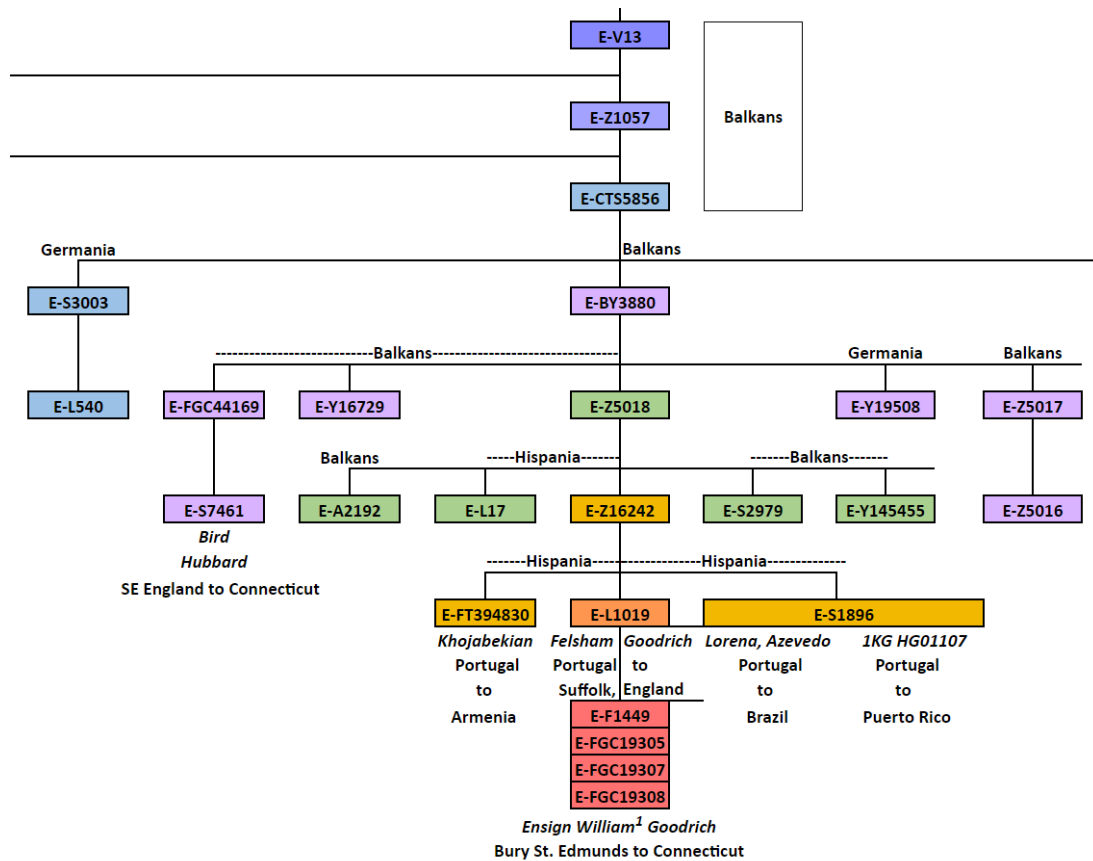 E-V13
Balkans
E-Z1057
E-CTS5856
Germania Balkans
E-S3003 E-BY3880
----------------------------Balkans--------------------------------- Germania Balkans
E-L540 E-FGC44169 E-Y16729 E-Z5018 E-Y19508 E-Z5017
Balkans -----Hispania------- ------Balkans-------
E-S7461 E-A2192 E-L17 E-Z16242 E-S2979 E-Y145455 E-Z5016
Bird
Hubbard
SE England to Connecticut
-------Hispania--------------------Hispania--------------
E-FT394830 E-L1019 E-S1896
Khojabekian Felsham Goodrich Lorena, Azevedo 1KG HG01107
Portugal Portugal to Portugal Portugal
to Suffolk, England to to
Armenia E-F1449 Brazil Puerto Rico
E-FGC19305
E-FGC19307
E-FGC19308
Ensign William¹ Goodrich
Bury St. Edmunds to Connecticut